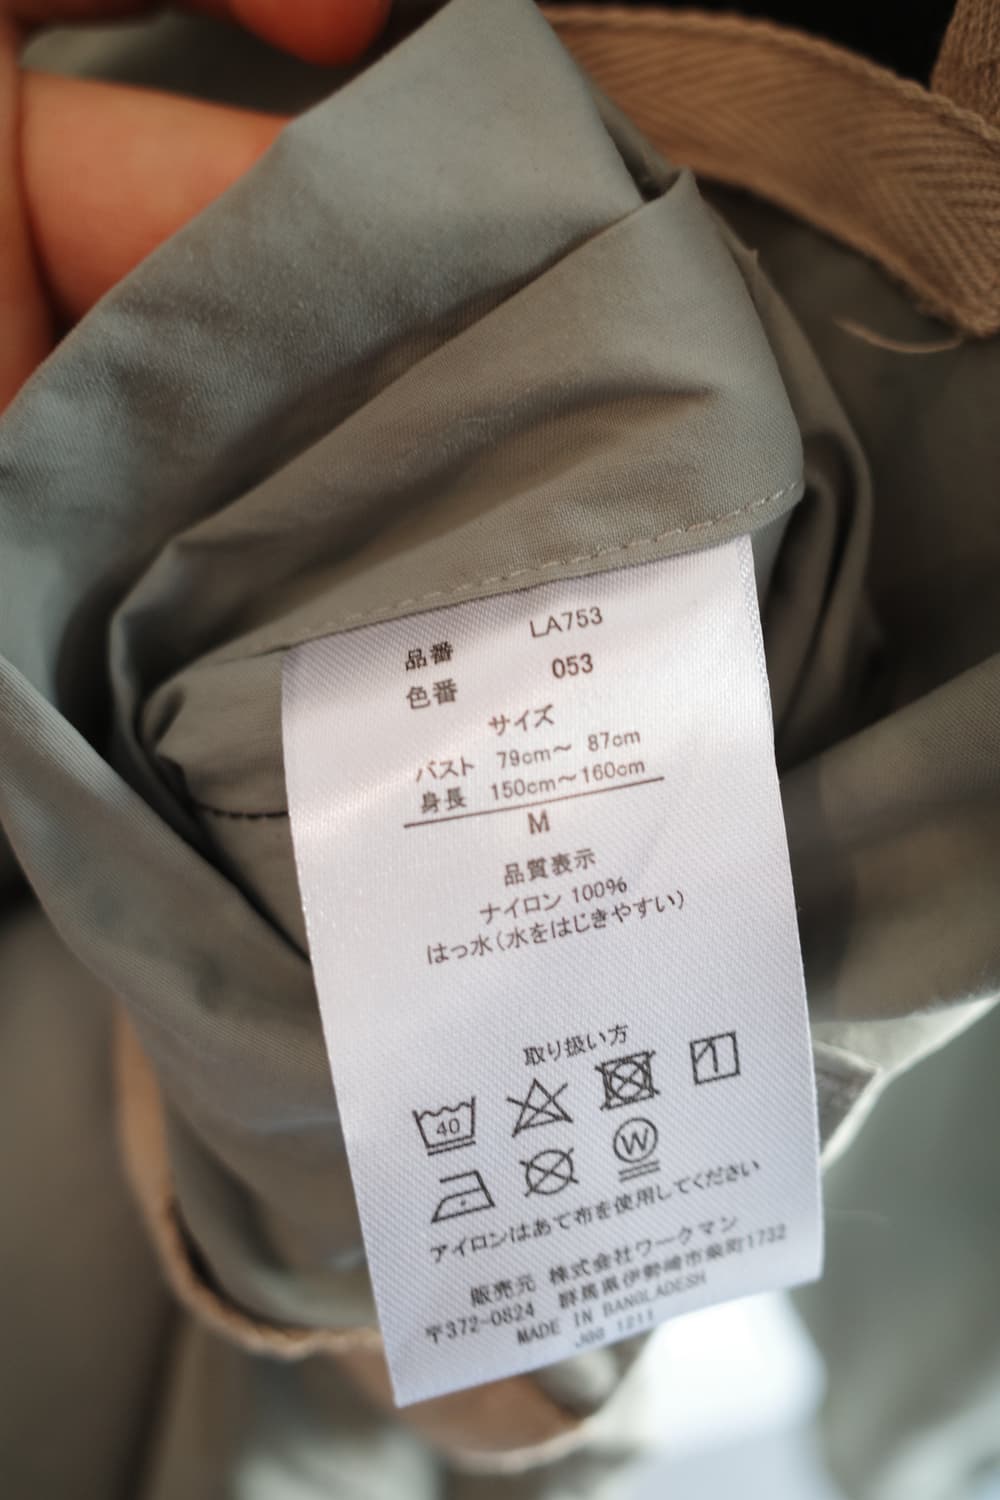 品番 LA753
色番 053
サイズ
バスト 79cm～ 87cm
身長 150cm～160cm
M
品質表示
ナイロン 100%
はっ水（水をはじきやすい）
取り扱い方
40
W
アイロンはあて布を使用してください
販売元 株式会社ワークマン
〒372-0824 群馬県伊勢崎市柴町1732
MADE IN BANGLADESH
1211